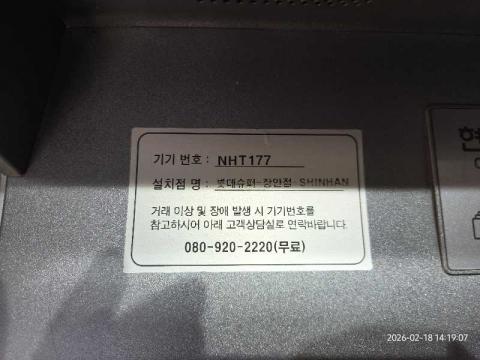 기기 번호 : NHT177
설치점 명 : 벳데슈퍼-장안점 SHINHAN
거래 이상 및 장애 발생 시 기기번호를
참고하시어 아래 고객상담실로 연락바랍니다.
080-920-2220(무료)
현
2026-02-18 14:19:07